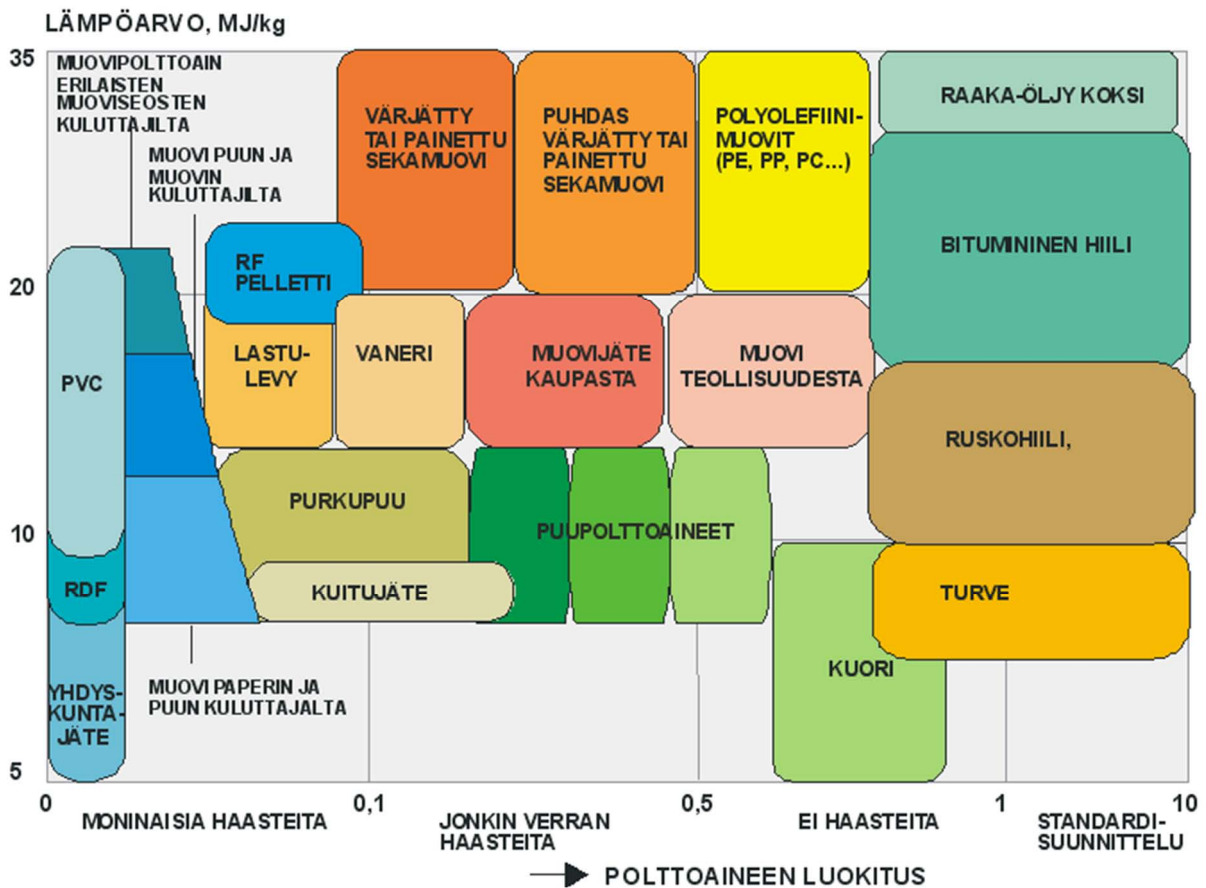 LÄMPÖARVO, MJ/kg
35
MUOVIPOLTTOAIN
ERILAISTEN
MUOVISEOSTEN
KULUTTAJILTA
MUOVI PUUN JA
MUOVIN
KULUTTAJILTA
VÄRJÄTTY
TAI PAINETTU
SEKAMUOVI
PUHDAS
VÄRJÄTTY TAI
PAINETTU
SEKAMUOVI
POLYOLEFIINI-
MUOVIT
(PE, PP, PC...)
RAAKA-ÖLJY KOKSI
BITUMININEN HIILI
RF
PELLETTI
20
PVC
LASTU-
LEVY
VANERI
MUOVIJÄTE
KAUPASTA
MUOVI
TEOLLISUUDESTA
RUSKOHIILI,
PURKUPUU
PUUPOLTTOAINEET
10
RDF
KUITUJÄTE
TURVE
YHDYS-
KUNTA-
JÄTE
MUOVI PAPERIN JA
PUUN KULUTTAJALTA
KUORI
5
0
0,1
0,5
1
10
MONINAISIA HAASTEITA
JONKIN VERRAN
HAASTEITA
EI HAASTEITA
STANDARDI-
SUUNNITTELU
POLTTOAINEEN LUOKITUS